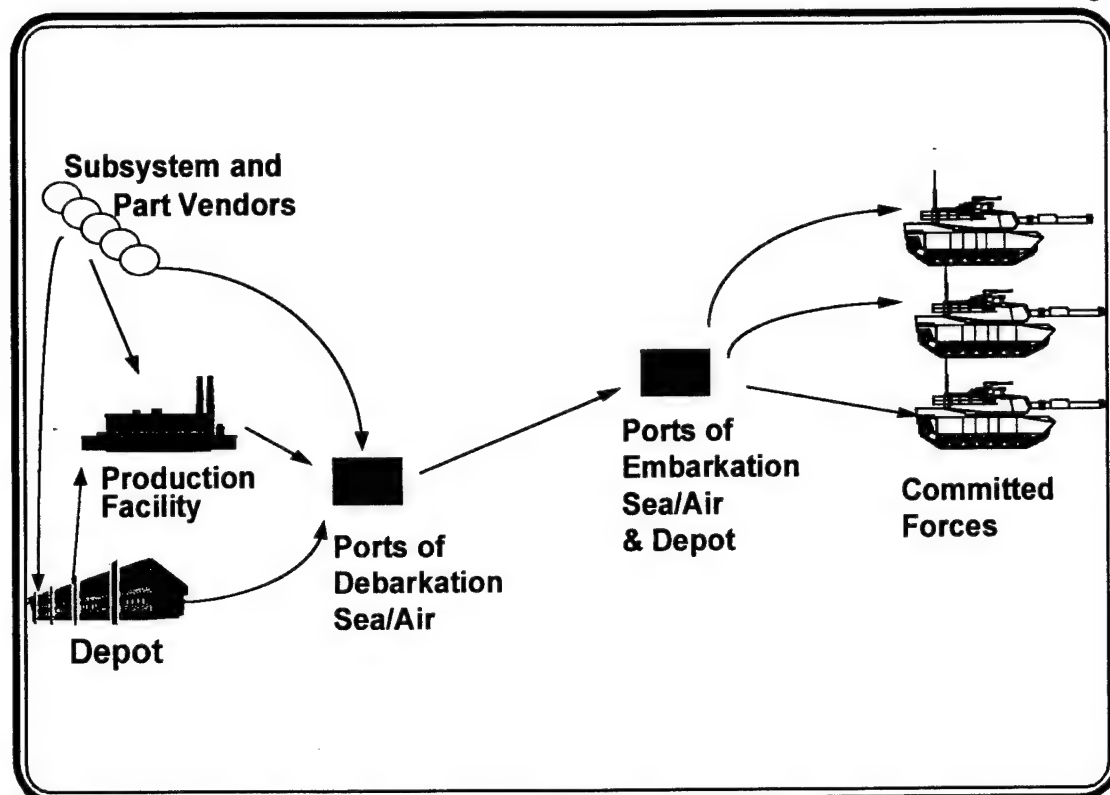 Subsystem and
Part Vendors
Production
Facility
Depot
Ports of
Debarkation
Sea/Air
Ports of
Embarkation
Sea/Air
& Depot
Committed
Forces